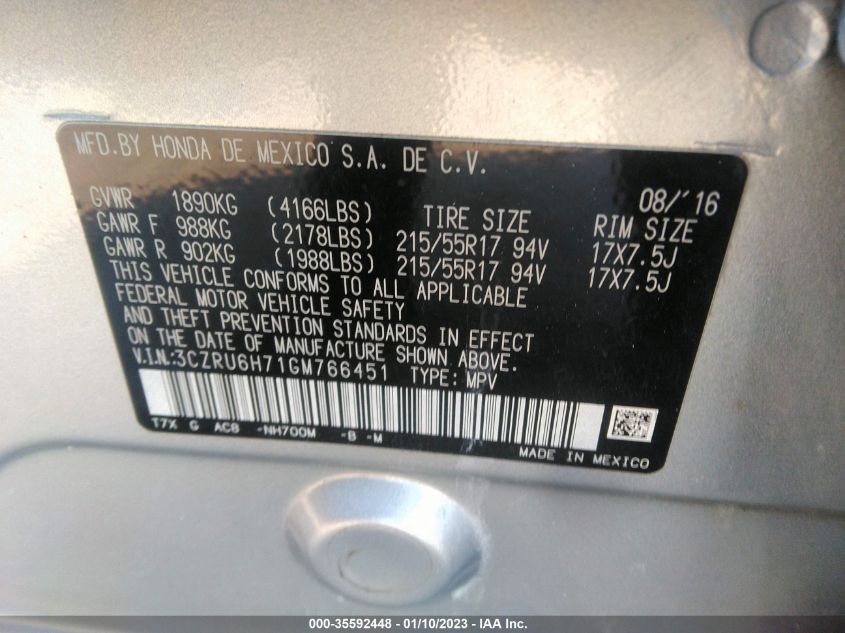 MFD.BY HONDA DE MEXICO S.A. DE C.V.
08/'16
GVWR 1890KG (4166LBS) TIRE SIZE RIM SIZE
GAWR F 988KG (2178LBS) 215/55R17 94V 17X7.5J
GAWR R 902KG (1988LBS) 215/55R17 94V 17X7.5J
THIS VEHICLE CONFORMS TO ALL APPLICABLE
FEDERAL MOTOR VEHICLE SAFETY
AND THEFT PREVENTION STANDARDS IN EFFECT
ON THE DATE OF MANUFACTURE SHOWN ABOVE.
V.I.N.:3CZRU6H71GM766451 TYPE: MPV
T7X G AC8 -NH700M -B -M
MADE IN MEXICO
000-35592448 - 01/10/2023 - IAA Inc.